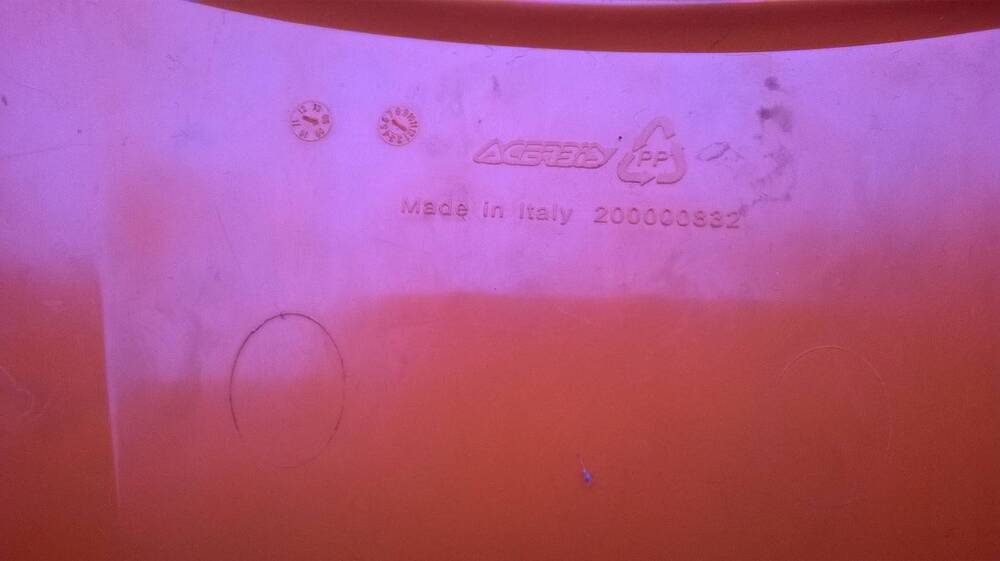 ACERBIS PP
Made in Italy 200000832